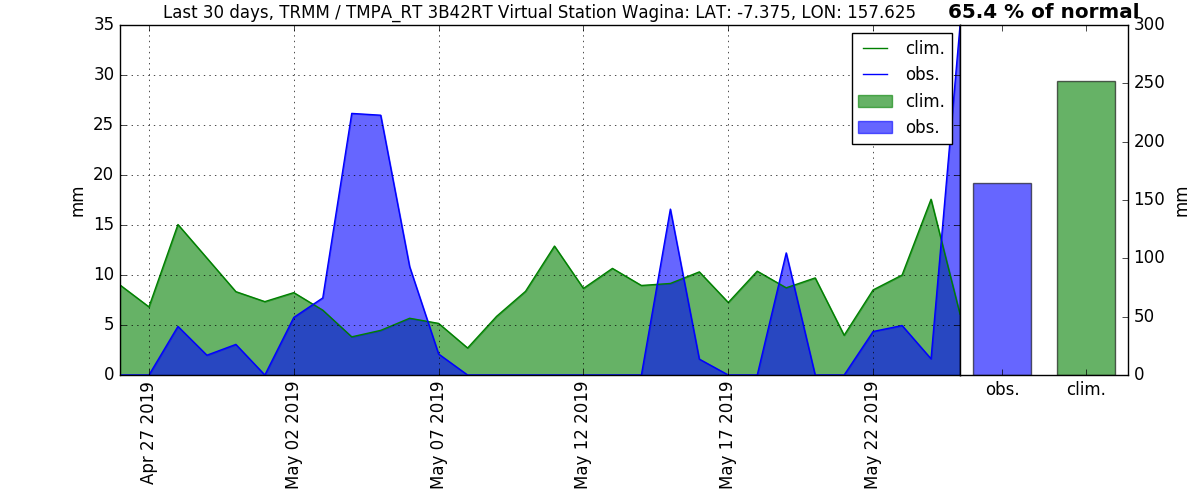 Last 30 days, TRMM / TMPA_RT 3B42RT Virtual Station Wagina: LAT: -7.375, LON: 157.625
65.4 % of normal
35
30
25
20
15
10
5
0
mm
clim.
obs.
clim.
obs.
300
250
200
150
100
50
0
mm
Apr 27 2019
May 02 2019
May 07 2019
May 12 2019
May 17 2019
May 22 2019
obs.
clim.